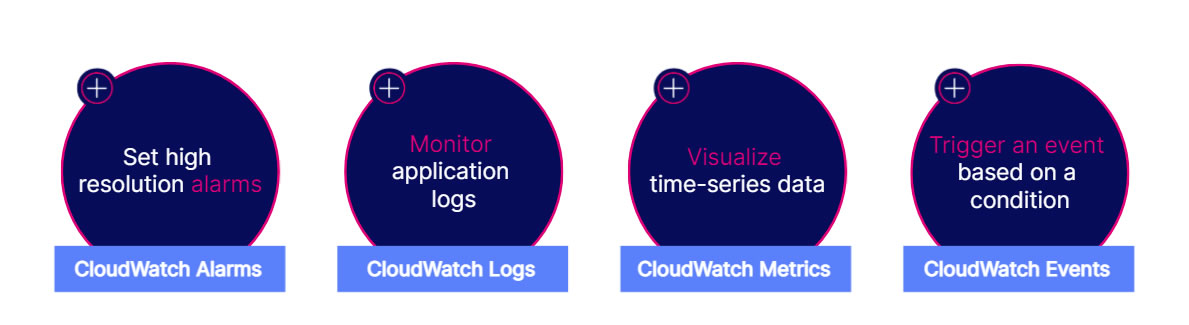 Set high
resolution alarms
CloudWatch Alarms
Monitor
application
logs
CloudWatch Logs
Visualize
time-series data
CloudWatch Metrics
Trigger an event
based on a
condition
CloudWatch Events